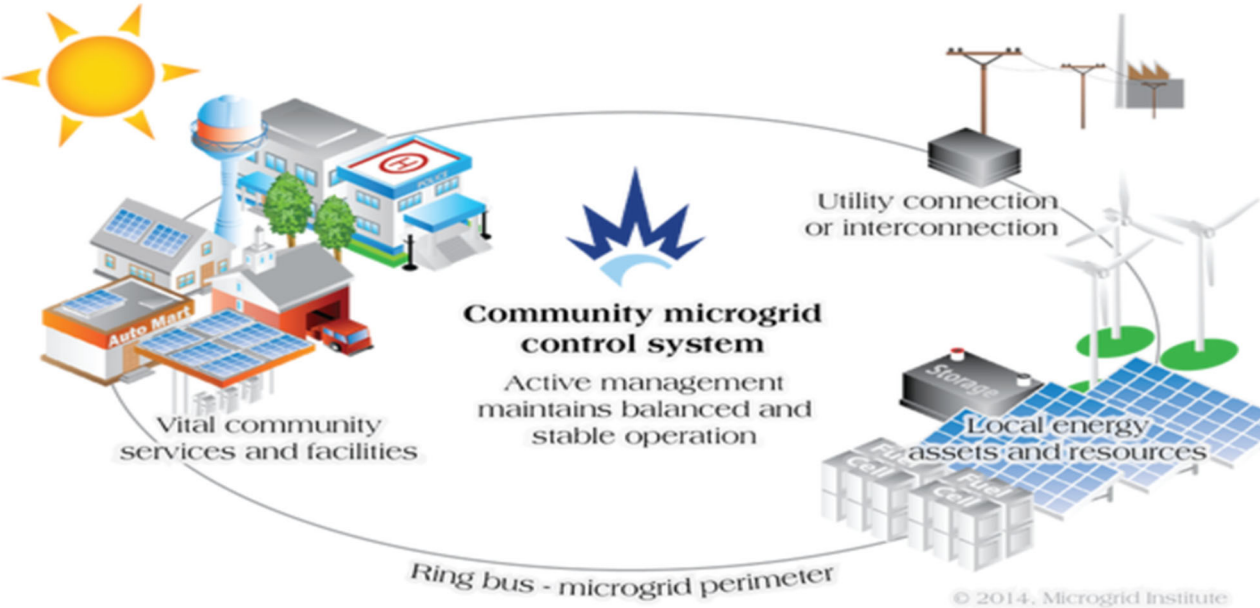 H
POLICE
Auto Mart
Vital community
services and facilities
Community microgrid
control system
Active management
maintains balanced and
stable operation
Utility connection
or interconnection
Storage
Local energy
assets and resources
Fuel
Cell
Fuel
Cell
Ring bus - microgrid perimeter
© 2014, Microgrid Institute